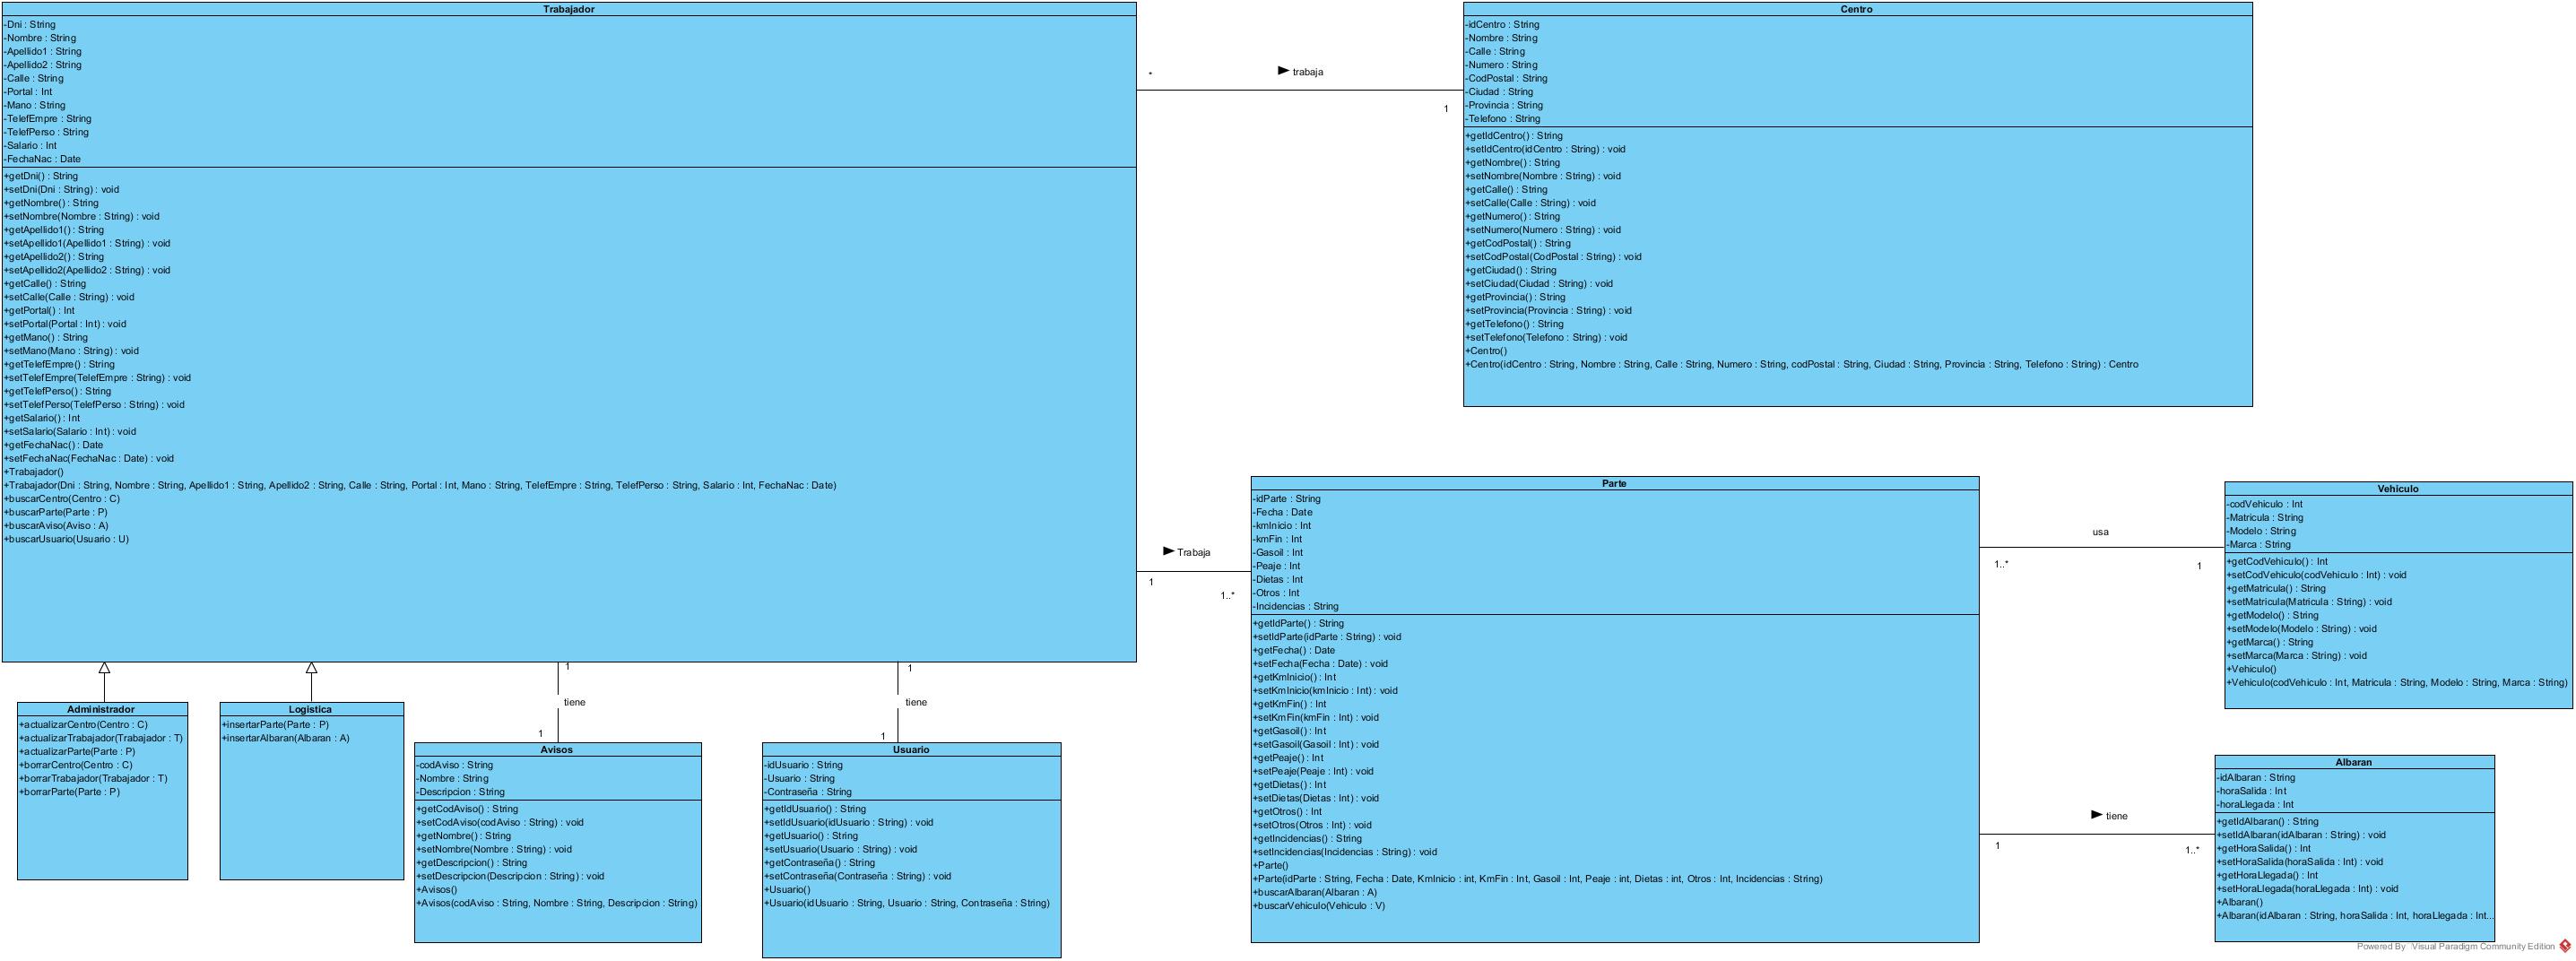 Trabajador
-Dni : String
-Nombre : String
-Apellido1 : String
-Apellido2 : String
-Calle : String
-Portal : Int
-Mano : String
-TelefEmpre : String
-TelefPerso : String
-Salario : Int
-FechaNac : Date
+getDni() : String
+setDni(Dni : String) : void
+getNombre() : String
+setNombre(Nombre : String) : void
+getApellido1() : String
+setApellido1(Apellido1 : String) : void
+getApellido2() : String
+setApellido2(Apellido2 : String) : void
+getCalle() : String
+setCalle(Calle : String) : void
+getPortal() : Int
+setPortal(Portal : Int) : void
+getMano() : String
+setMano(Mano : String) : void
+getTelefEmpre() : String
+setTelefEmpre(TelefEmpre : String) : void
+getTelefPerso() : String
+setTelefPerso(TelefPerso : String) : void
+getSalario() : Int
+setSalario(Salario : Int) : void
+getFechaNac() : Date
+setFechaNac(FechaNac : Date) : void
+Trabajador()
+Trabajador(Dni : String, Nombre : String, Apellido1 : String, Apellido2 : String, Calle : String, Portal : Int, Mano : String, TelefEmpre : String, TelefPerso : String, Salario : Int, FechaNac : Date)
+buscarCentro(Centro : C)
+buscarParte(Parte : P)
+buscarAviso(Aviso : A)
+buscarUsuario(Usuario : U)
*
trabaja
1
Centro
-idCentro : String
-Nombre : String
-Calle : String
-Numero : String
-CodPostal : String
-Ciudad : String
-Provincia : String
-Telefono : String
+getIdCentro() : String
+setIdCentro(idCentro : String) : void
+getNombre() : String
+setNombre(Nombre : String) : void
+getCalle() : String
+setCalle(Calle : String) : void
+getNumero() : String
+setNumero(Numero : String) : void
+getCodPostal() : String
+setCodPostal(CodPostal : String) : void
+getCiudad() : String
+setCiudad(Ciudad : String) : void
+getProvincia() : String
+setProvincia(Provincia : String) : void
+getTelefono() : String
+setTelefono(Telefono : String) : void
+Centro()
+Centro(idCentro : String, Nombre : String, Calle : String, Numero : String, codPostal : String, Ciudad : String, Provincia : String, Telefono : String) : Centro
Trabaja
1
1..*
Parte
-idParte : String
-Fecha : Date
-kmInicio : Int
-kmFin : Int
-Gasoil : Int
-Peaje : Int
-Dietas : Int
-Otros : Int
-Incidencias : String
+getIdParte() : String
+setIdParte(idParte : String) : void
+getFecha() : Date
+setFecha(Fecha : Date) : void
+getKmInicio() : Int
+setKmInicio(kmInicio : Int) : void
+getKmFin() : Int
+setKmFin(kmFin : Int) : void
+getGasoil() : Int
+setGasoil(Gasoil : Int) : void
+getPeaje() : Int
+setPeaje(Peaje : Int) : void
+getDietas() : Int
+setDietas(Dietas : Int) : void
+getOtros() : Int
+setOtros(Otros : Int) : void
+getIncidencias() : String
+setIncidencias(Incidencias : String) : void
+Parte()
+Parte(idParte : String, Fecha : Date, KmInicio : int, KmFin : Int, Gasoil : Int, Peaje : int, Dietas : int, Otros : Int, Incidencias : String)
+buscarAlbaran(Albaran : A)
+buscarVehiculo(Vehiculo : V)
usa
1..*
1
Vehiculo
-codVehiculo : Int
-Matricula : String
-Modelo : String
-Marca : String
+getCodVehiculo() : Int
+setCodVehiculo(codVehiculo : Int) : void
+getMatricula() : String
+setMatricula(Matricula : String) : void
+getModelo() : String
+setModelo(Modelo : String) : void
+getMarca() : String
+setMarca(Marca : String) : void
+Vehiculo()
+Vehiculo(codVehiculo : Int, Matricula : String, Modelo : String, Marca : String)
tiene
1
1..*
Albaran
-idAlbaran : String
-horaSalida : Int
-horaLlegada : Int
+getIdAlbaran() : String
+setIdAlbaran(idAlbaran : String) : void
+getHoraSalida() : Int
+setHoraSalida(horaSalida : Int) : void
+getHoraLlegada() : Int
+setHoraLlegada(horaLlegada : Int) : void
+Albaran()
+Albaran(idAlbaran : String, horaSalida : Int, horaLlegada : Int...
Administrador
+actualizarCentro(Centro : C)
+actualizarTrabajador(Trabajador : T)
+actualizarParte(Parte : P)
+borrarCentro(Centro : C)
+borrarTrabajador(Trabajador : T)
+borrarParte(Parte : P)
Logistica
+insertarParte(Parte : P)
+insertarAlbaran(Albaran : A)
1
tiene
1
Avisos
-codAviso : String
-Nombre : String
-Descripcion : String
+getCodAviso() : String
+setCodAviso(codAviso : String) : void
+getNombre() : String
+setNombre(Nombre : String) : void
+getDescripcion() : String
+setDescripcion(Descripcion : String) : void
+Avisos()
+Avisos(codAviso : String, Nombre : String, Descripcion : String)
1
tiene
1
Usuario
-idUsuario : String
-Usuario : String
-Contraseña : String
+getIdUsuario() : String
+setIdUsuario(idUsuario : String) : void
+getUsuario() : String
+setUsuario(Usuario : String) : void
+getContraseña() : String
+setContraseña(Contraseña : String) : void
+Usuario()
+Usuario(idUsuario : String, Usuario : String, Contraseña : String)
Powered By Visual Paradigm Community Edition